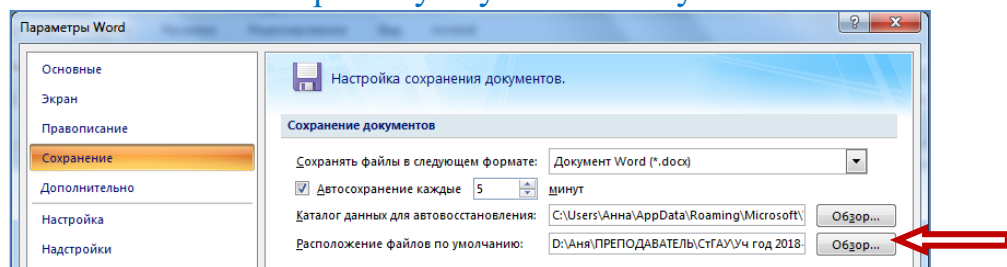 Параметры Word
Основные
Экран
Правописание
Сохранение
Дополнительно
Настройка
Надстройки
Настройка сохранения документов.
Сохранение документов
Сохранять файлы в следующем формате: Документ Word (*.docx)
Автосохранение каждые 5 минут
Каталог данных для автовосстановления: C:\Users\Анна\AppData\Roaming\Microsoft\ Обзор...
Расположение файлов по умолчанию: D:\Аня\ПРЕПОДАВАТЕЛЬ\СтГАУ\Уч год 2018- Обзор...